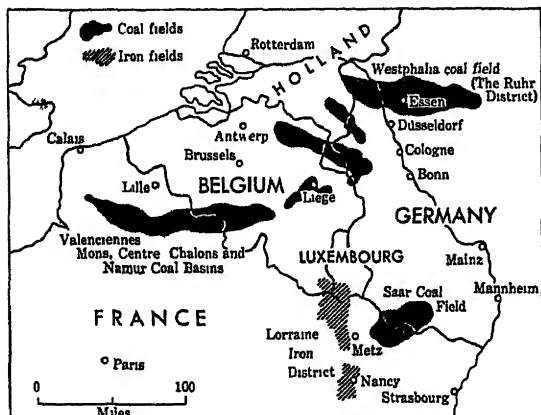 Coal fields
Iron fields
Rotterdam
HOLLAND
Westphalia coal field
(The Ruhr
District)
Essen
Düsseldorf
Cologne
Bonn
Calais
Antwerp
Brussels
Lille
BELGIUM
Liege
GERMANY
Valenciennes
Mons, Centre Chalons and
Namur Coal Basins
LUXEMBOURG
Mainz
Mannheim
Saar Coal
Field
FRANCE
Lorraine
Iron
District
Metz
Nancy
Paris
Strasbourg
0 100
Miles